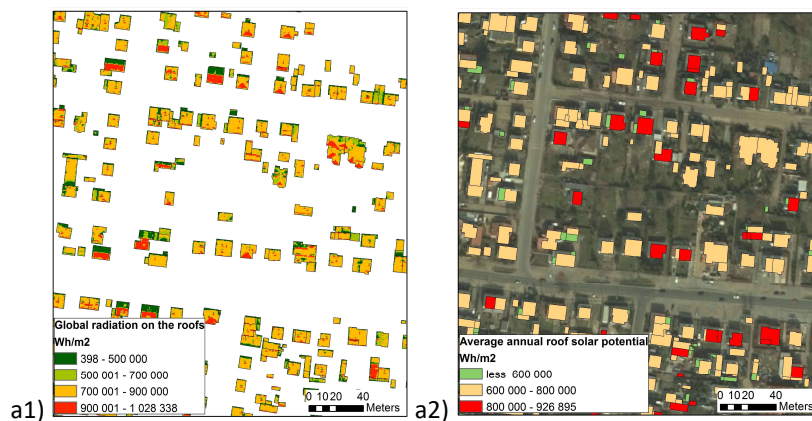 Global radiation on the roofs
Wh/m2
398 - 500 000
500 001 - 700 000
700 001 - 900 000
900 001 - 1 028 338
0 10 20 40
Meters
a1)
Average annual roof solar potential
Wh/m2
less 600 000
600 000 - 800 000
800 000 - 926 895
0 10 20 40
Meters
a2)